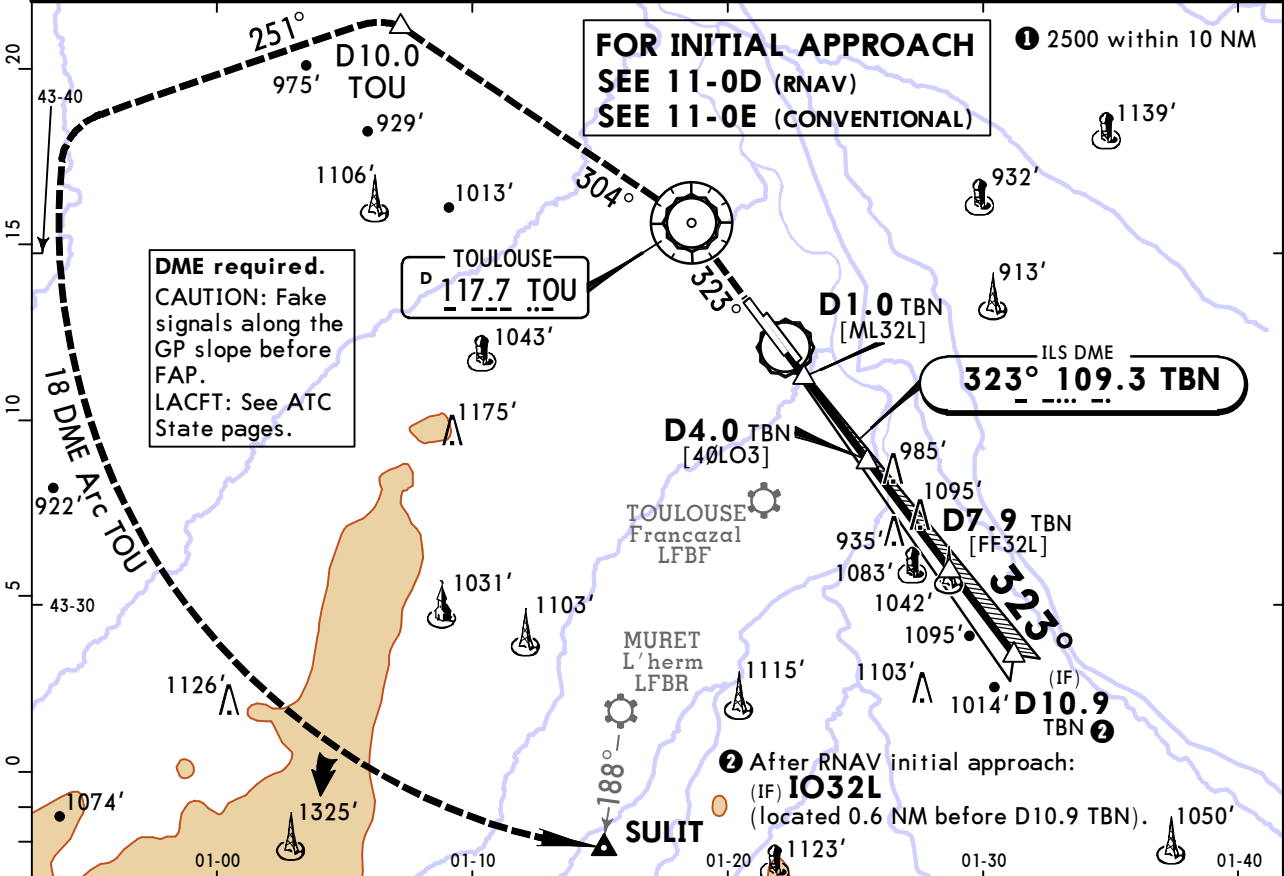 FOR INITIAL APPROACH
SEE 11-0D (RNAV)
SEE 11-0E (CONVENTIONAL)
❶ 2500 within 10 NM
251°
D10.0
TOU
975'
929'
20
43-40
1139'
1106'
1013'
304°
932'
15
DME required.
CAUTION: Fake
signals along the
GP slope before
FAP.
LACFT: See ATC
State pages.
TOULOUSE
D 117.7 TOU
323°
913'
D1.0 TBN
[ML32L]
1043'
ILS DME
323° 109.3 TBN
18 DME Arc TOU
10
1175'
D4.0 TBN
[4ØLO3]
985'
922'
1095'
TOULOUSE
Francazal
LFBF
D7.9 TBN
[FF32L]
935'
1083'
1042'
323°
5
43-30
1031'
1103'
1095'
MURET
L'herm
LFBR
1115'
1103'
1126'
1014'
(IF)
D10.9
TBN ❷
0
188°
❷ After RNAV initial approach:
(IF) IO32L
(located 0.6 NM before D10.9 TBN).
1074'
1325'
SULIT
1050'
1123'
01-00
01-10
01-20
01-30
01-40